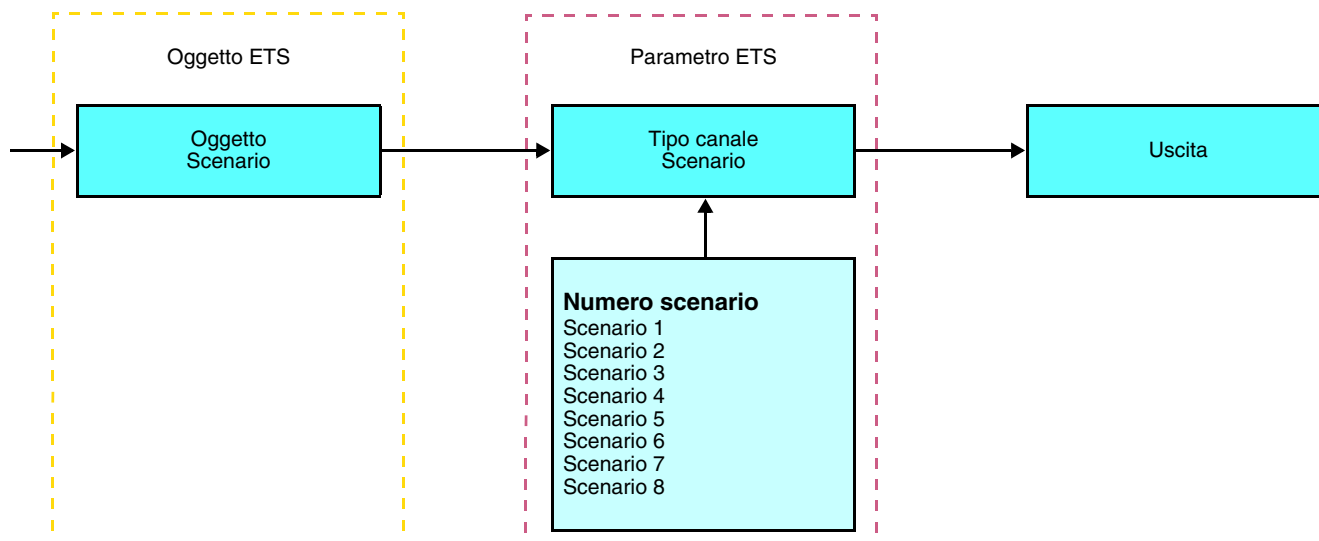 Oggetto ETS
Parametro ETS
Oggetto
Scenario
Tipo canale
Scenario
Uscita
Numero scenario
Scenario 1
Scenario 2
Scenario 3
Scenario 4
Scenario 5
Scenario 6
Scenario 7
Scenario 8